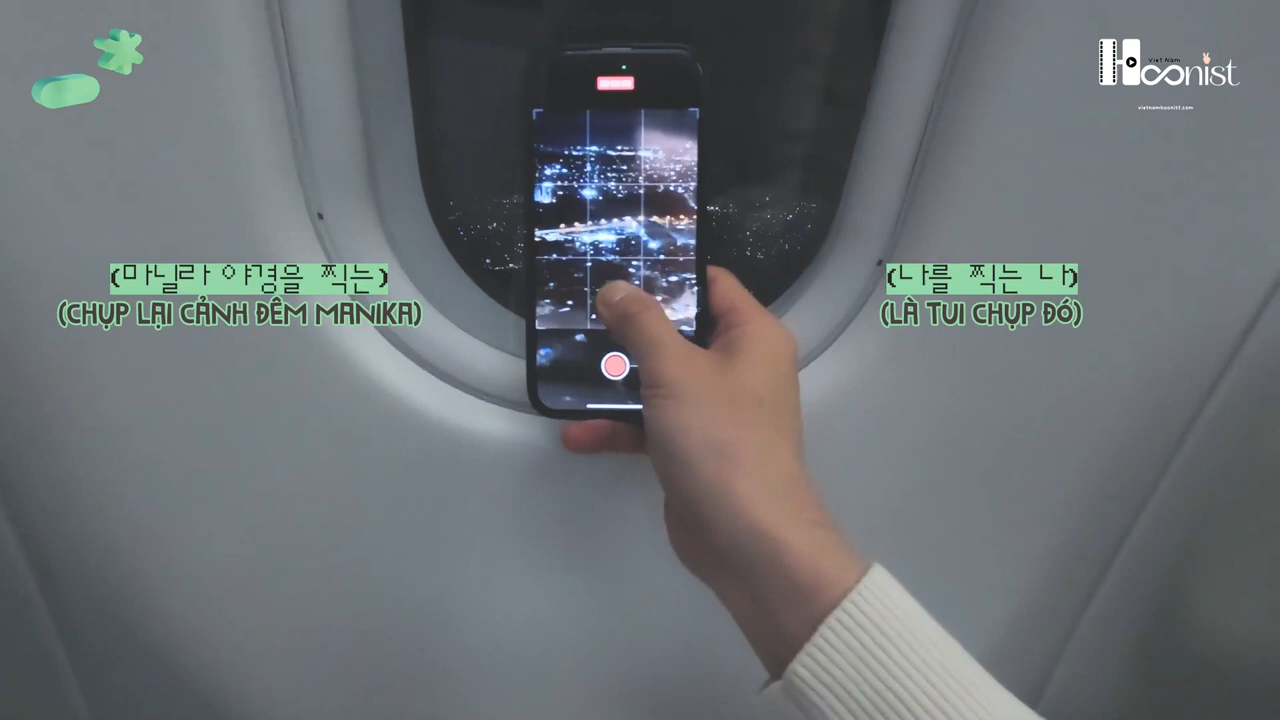 Hoonist
Viet Nam
vietnamhoonist.com
(마닐라 야경을 찍는)
(CHỤP LẠI CẢNH ĐÊM MANIKA)
(나를 찍는 나)
(LÀ TUI CHỤP ĐÓ)